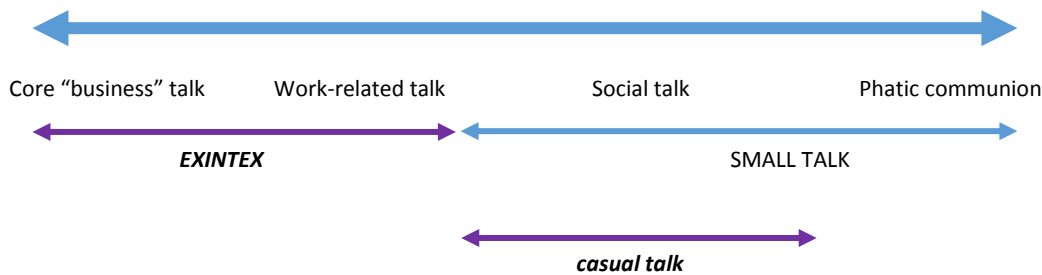 Core “business” talk Work-related talk Social talk Phatic communion
EXINTEX SMALL TALK
casual talk